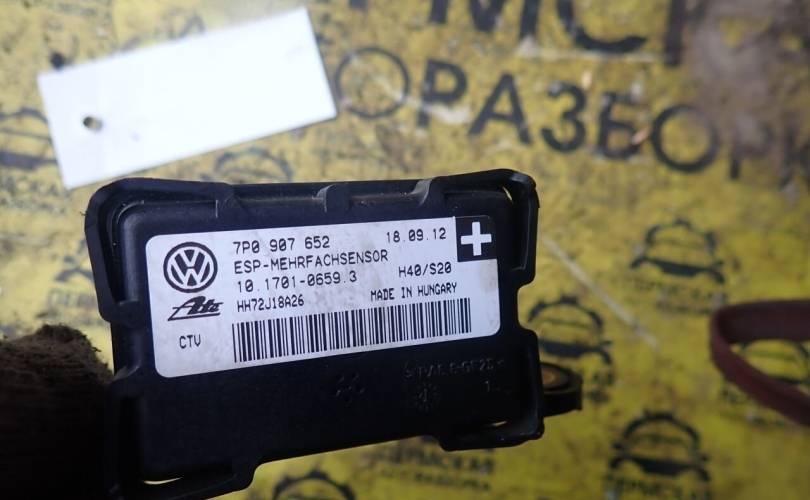 ОРАЗБОРК
7P0 907 652 18.09.12
ESP-MEHRFACHSENSOR
10.1701-0659.3 H40/S20
Ate HH72J18A26 MADE IN HUNGARY
CTV